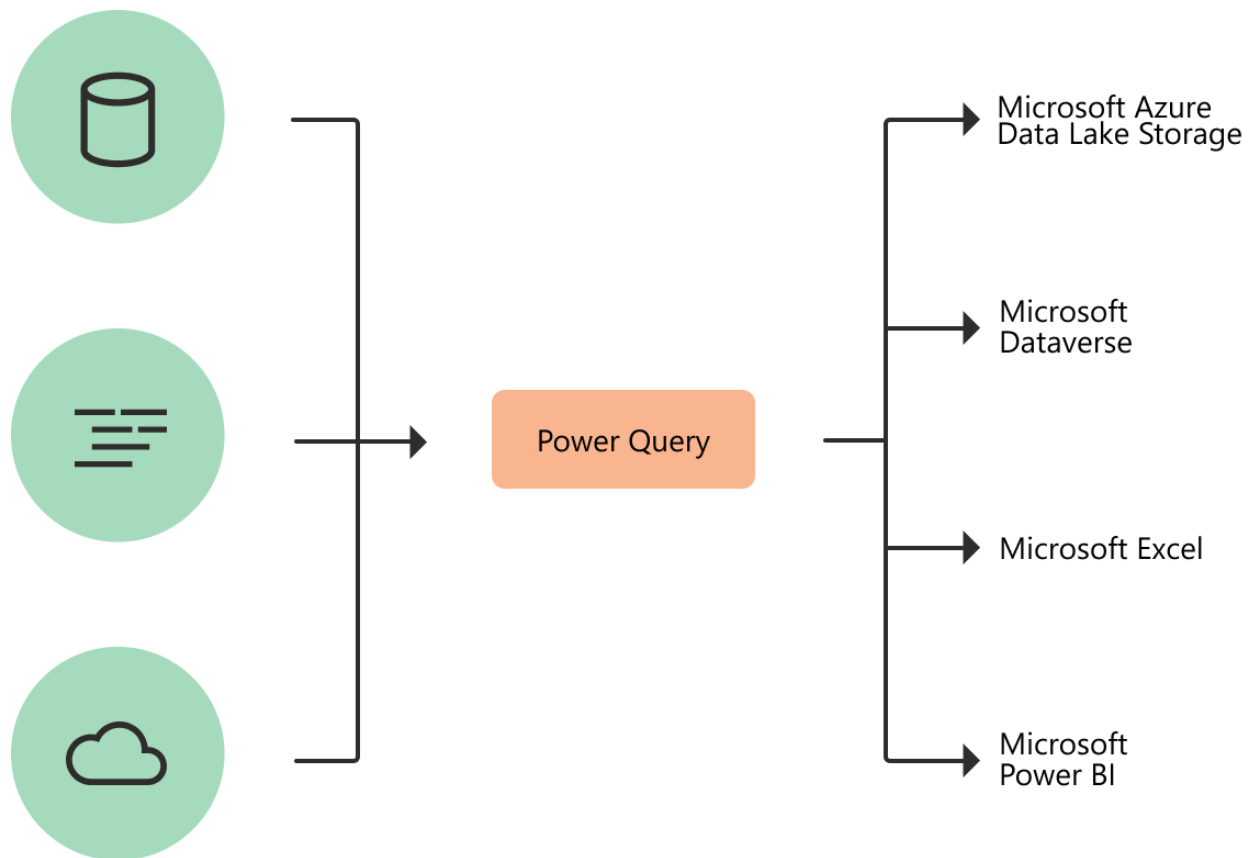 Microsoft Azure
Data Lake Storage
Microsoft
Dataverse
Power Query
Microsoft Excel
Microsoft
Power BI